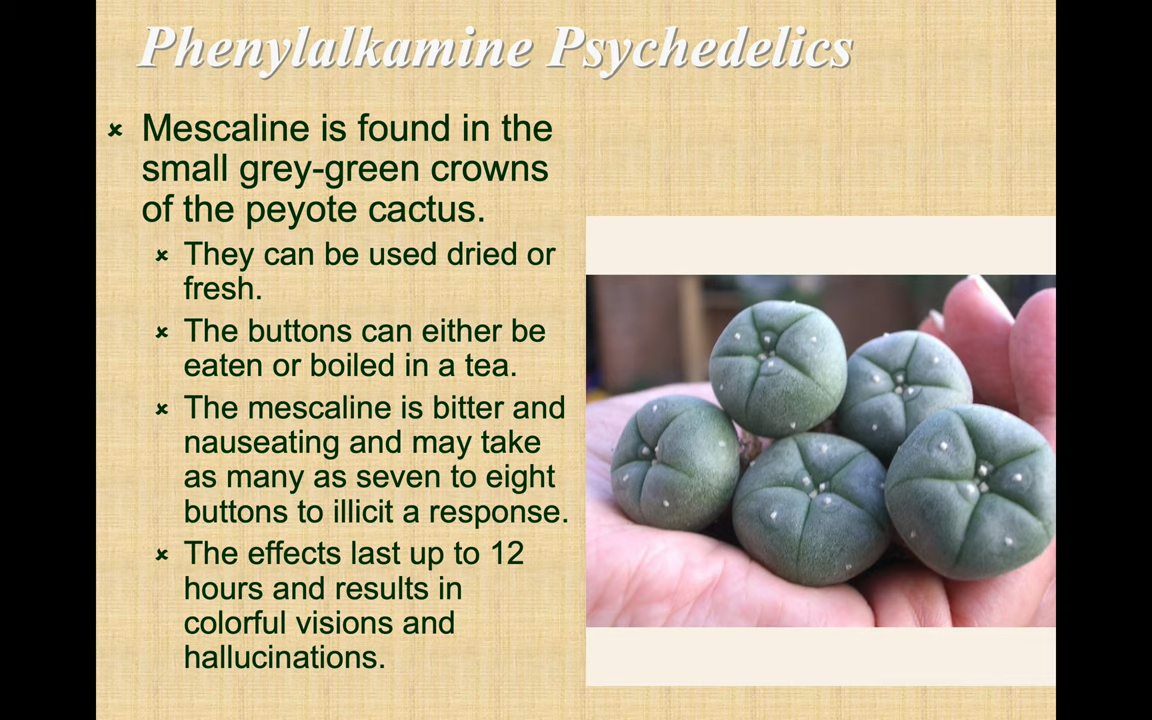 Phenylalkamine Psychedelics
Mescaline is found in the
small grey-green crowns
of the peyote cactus.
They can be used dried or
fresh.
The buttons can either be
eaten or boiled in a tea.
The mescaline is bitter and
nauseating and may take
as many as seven to eight
buttons to illicit a response.
The effects last up to 12
hours and results in
colorful visions and
hallucinations.